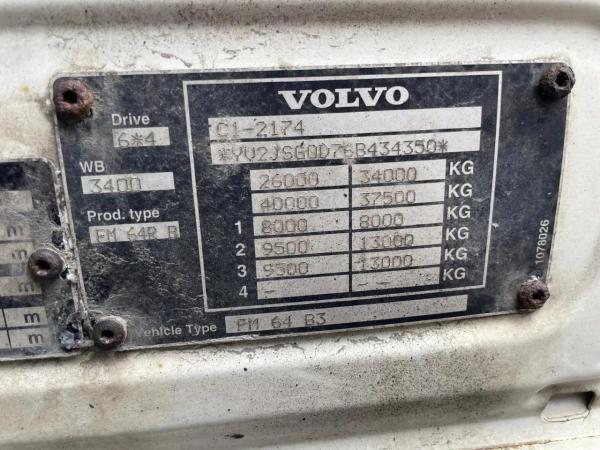 VOLVO
Drive
6*4
C1-2174
WB
3400
26000 34000 KG
40000 37500 KG
Prod. type
FM 64R B
1 8000 8000 KG
2 9500 13000 KG
3 9500 13000 KG
4 - - KG
1078026
m
m
m
m
m
Vehicle Type FM 64 B3